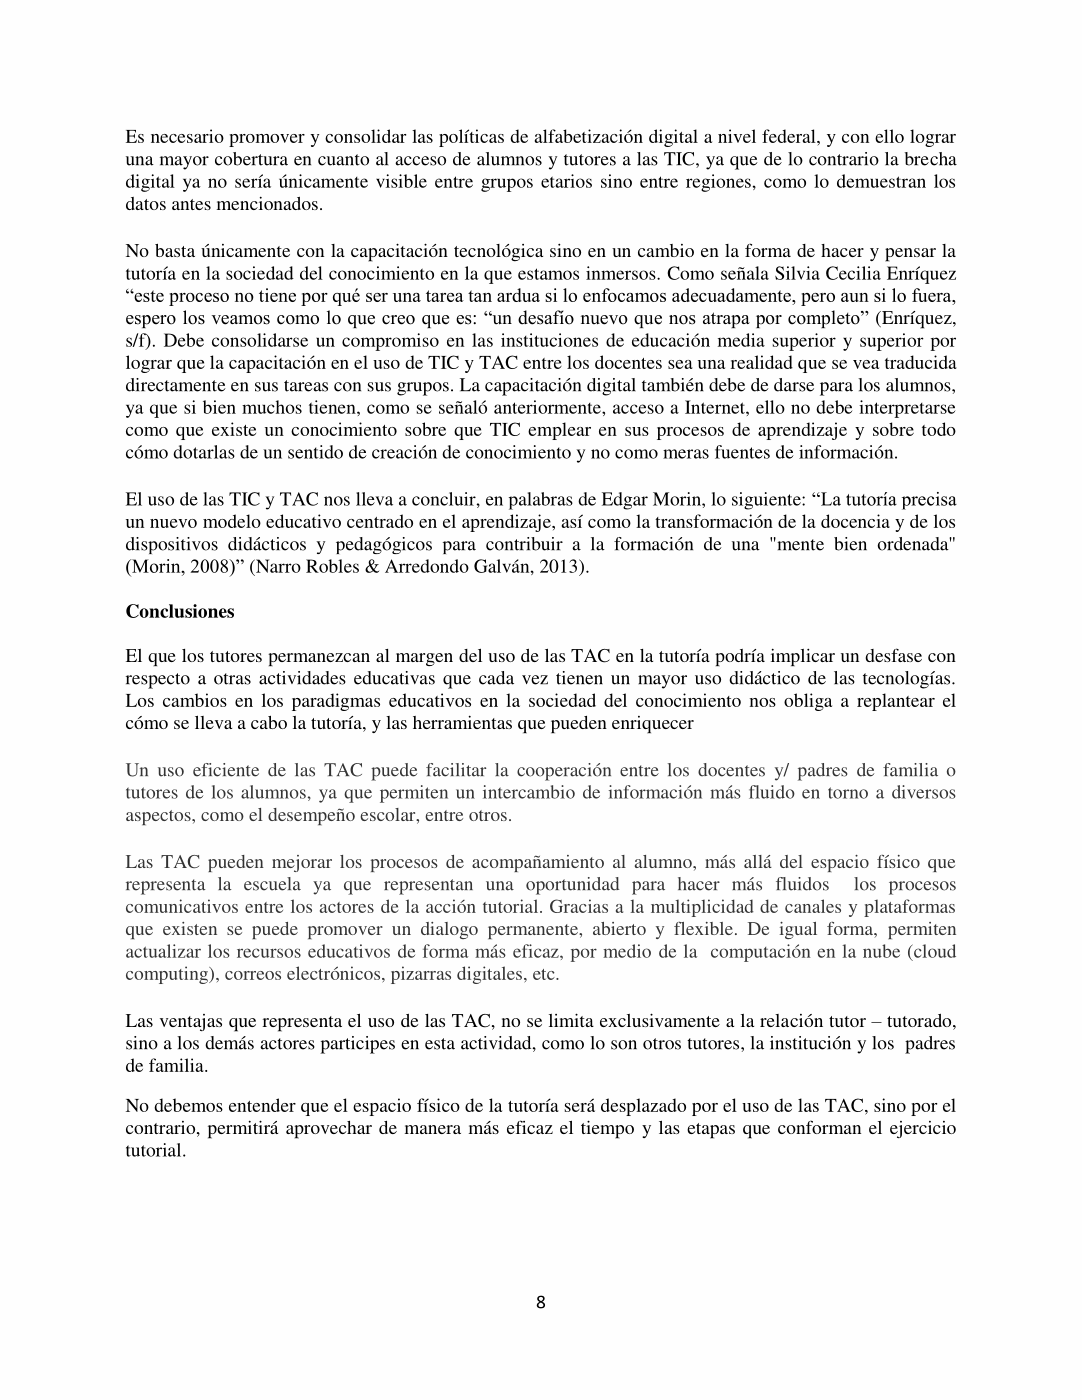 Es necesario promover y consolidar las políticas de alfabetización digital a nivel federal, y con ello lograr
una mayor cobertura en cuanto al acceso de alumnos y tutores a las TIC, ya que de lo contrario la brecha
digital ya no sería únicamente visible entre grupos etarios sino entre regiones, como lo demuestran los
datos antes mencionados.
No basta únicamente con la capacitación tecnológica sino en un cambio en la forma de hacer y pensar la
tutoría en la sociedad del conocimiento en la que estamos inmersos. Como señala Silvia Cecilia Enríquez
“este proceso no tiene por qué ser una tarea tan ardua si lo enfocamos adecuadamente, pero aun si lo fuera,
espero los veamos como lo que creo que es: “un desafío nuevo que nos atrapa por completo” (Enríquez,
s/f). Debe consolidarse un compromiso en las instituciones de educación media superior y superior por
lograr que la capacitación en el uso de TIC y TAC entre los docentes sea una realidad que se vea traducida
directamente en sus tareas con sus grupos. La capacitación digital también debe de darse para los alumnos,
ya que si bien muchos tienen, como se señaló anteriormente, acceso a Internet, ello no debe interpretarse
como que existe un conocimiento sobre que TIC emplear en sus procesos de aprendizaje y sobre todo
cómo dotarlas de un sentido de creación de conocimiento y no como meras fuentes de información.
El uso de las TIC y TAC nos lleva a concluir, en palabras de Edgar Morin, lo siguiente: “La tutoría precisa
un nuevo modelo educativo centrado en el aprendizaje, así como la transformación de la docencia y de los
dispositivos didácticos y pedagógicos para contribuir a la formación de una "mente bien ordenada"
(Morin, 2008)” (Narro Robles & Arredondo Galván, 2013).
Conclusiones
El que los tutores permanezcan al margen del uso de las TAC en la tutoría podría implicar un desfase con
respecto a otras actividades educativas que cada vez tienen un mayor uso didáctico de las tecnologías.
Los cambios en los paradigmas educativos en la sociedad del conocimiento nos obliga a replantear el
cómo se lleva a cabo la tutoría, y las herramientas que pueden enriquecer
Un uso eficiente de las TAC puede facilitar la cooperación entre los docentes y/ padres de familia o
tutores de los alumnos, ya que permiten un intercambio de información más fluido en torno a diversos
aspectos, como el desempeño escolar, entre otros.
Las TAC pueden mejorar los procesos de acompañamiento al alumno, más allá del espacio físico que
representa la escuela ya que representan una oportunidad para hacer más fluidos  los procesos
comunicativos entre los actores de la acción tutorial. Gracias a la multiplicidad de canales y plataformas
que existen se puede promover un dialogo permanente, abierto y flexible. De igual forma, permiten
actualizar los recursos educativos de forma más eficaz, por medio de la  computación en la nube (cloud
computing), correos electrónicos, pizarras digitales, etc.
Las ventajas que representa el uso de las TAC, no se limita exclusivamente a la relación tutor – tutorado,
sino a los demás actores participes en esta actividad, como lo son otros tutores, la institución y los  padres
de familia.
No debemos entender que el espacio físico de la tutoría será desplazado por el uso de las TAC, sino por el
contrario, permitirá aprovechar de manera más eficaz el tiempo y las etapas que conforman el ejercicio
tutorial.
8